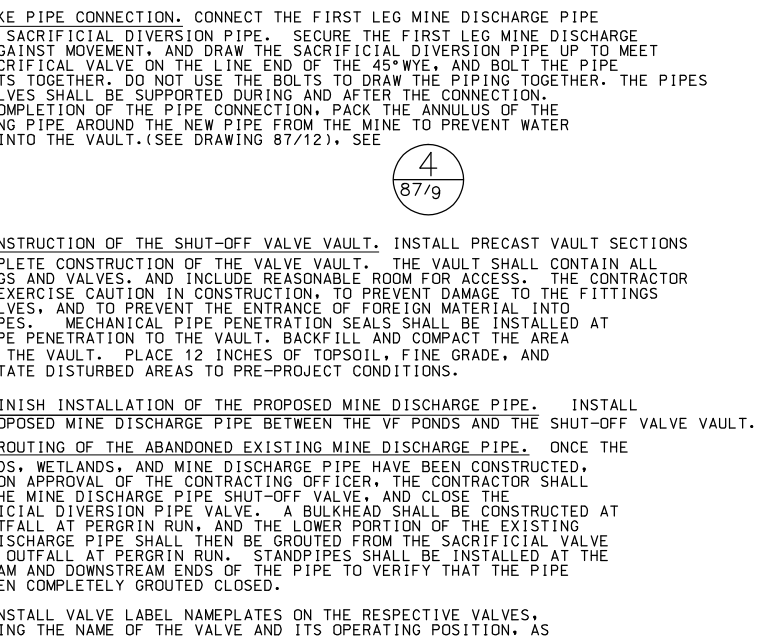 KE PIPE CONNECTION. CONNECT THE FIRST LEG MINE DISCHARGE PIPE
SACRIFICIAL DIVERSION PIPE. SECURE THE FIRST LEG MINE DISCHARGE
GAINST MOVEMENT, AND DRAW THE SACRIFICIAL DIVERSION PIPE UP TO MEET
CRIFICAL VALVE ON THE LINE END OF THE 45° WYE, AND BOLT THE PIPE
TS TOGETHER. DO NOT USE THE BOLTS TO DRAW THE PIPING TOGETHER. THE PIPES
LVES SHALL BE SUPPORTED DURING AND AFTER THE CONNECTION.
OMPLETION OF THE PIPE CONNECTION, PACK THE ANNULUS OF THE
NG PIPE AROUND THE NEW PIPE FROM THE MINE TO PREVENT WATER
INTO THE VAULT.(SEE DRAWING 87/12), SEE
4
87/9
NSTRUCTION OF THE SHUT-OFF VALVE VAULT. INSTALL PRECAST VAULT SECTIONS
PLETE CONSTRUCTION OF THE VALVE VAULT. THE VAULT SHALL CONTAIN ALL
GS AND VALVES. AND INCLUDE REASONABLE ROOM FOR ACCESS. THE CONTRACTOR
EXERCISE CAUTION IN CONSTRUCTION, TO PREVENT DAMAGE TO THE FITTINGS
LVES, AND TO PREVENT THE ENTRANCE OF FOREIGN MATERIAL INTO
PES. MECHANICAL PIPE PENETRATION SEALS SHALL BE INSTALLED AT
PE PENETRATION TO THE VAULT. BACKFILL AND COMPACT THE AREA
THE VAULT. PLACE 12 INCHES OF TOPSOIL, FINE GRADE, AND
TATE DISTURBED AREAS TO PRE-PROJECT CONDITIONS.
INISH INSTALLATION OF THE PROPOSED MINE DISCHARGE PIPE. INSTALL
OPOSED MINE DISCHARGE PIPE BETWEEN THE VF PONDS AND THE SHUT-OFF VALVE VAULT.
ROUTING OF THE ABANDONED EXISTING MINE DISCHARGE PIPE. ONCE THE
DS, WETLANDS, AND MINE DISCHARGE PIPE HAVE BEEN CONSTRUCTED,
ON APPROVAL OF THE CONTRACTING OFFICER, THE CONTRACTOR SHALL
HE MINE DISCHARGE PIPE SHUT-OFF VALVE, AND CLOSE THE
ICIAL DIVERSION PIPE VALVE. A BULKHEAD SHALL BE CONSTRUCTED AT
TFALL AT PERGRIN RUN, AND THE LOWER PORTION OF THE EXISTING
ISCHARGE PIPE SHALL THEN BE GROUTED FROM THE SACRIFICIAL VALVE
OUTFALL AT PERGRIN RUN. STANDPIPES SHALL BE INSTALLED AT THE
AM AND DOWNSTREAM ENDS OF THE PIPE TO VERIFY THAT THE PIPE
EN COMPLETELY GROUTED CLOSED.
NSTALL VALVE LABEL NAMEPLATES ON THE RESPECTIVE VALVES,
ING THE NAME OF THE VALVE AND ITS OPERATING POSITION, AS